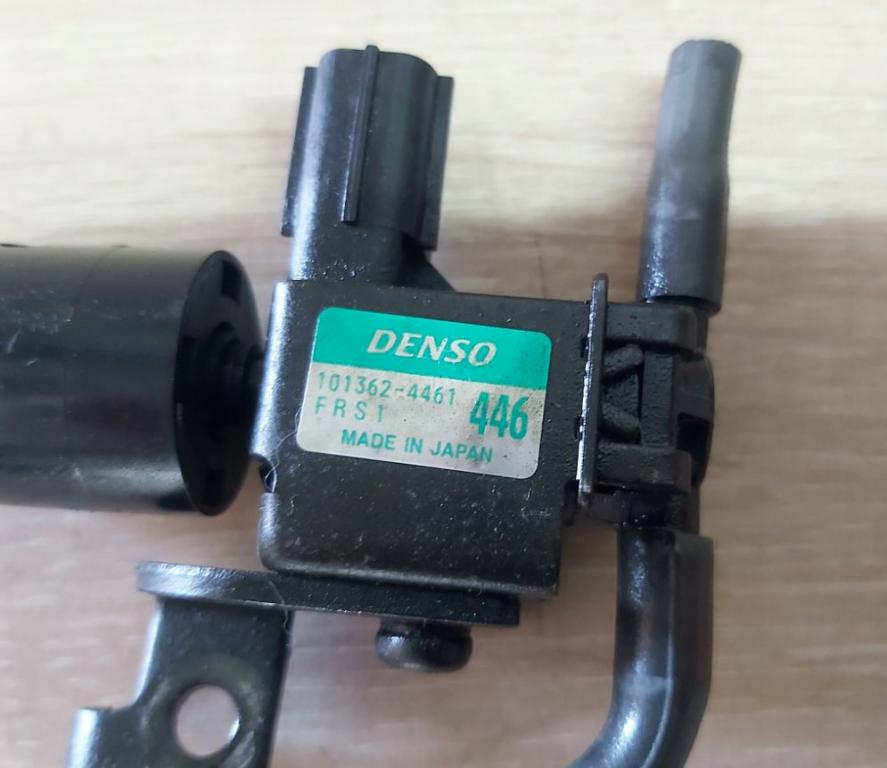 DENSO
101362-4461
FRS1 446
MADE IN JAPAN